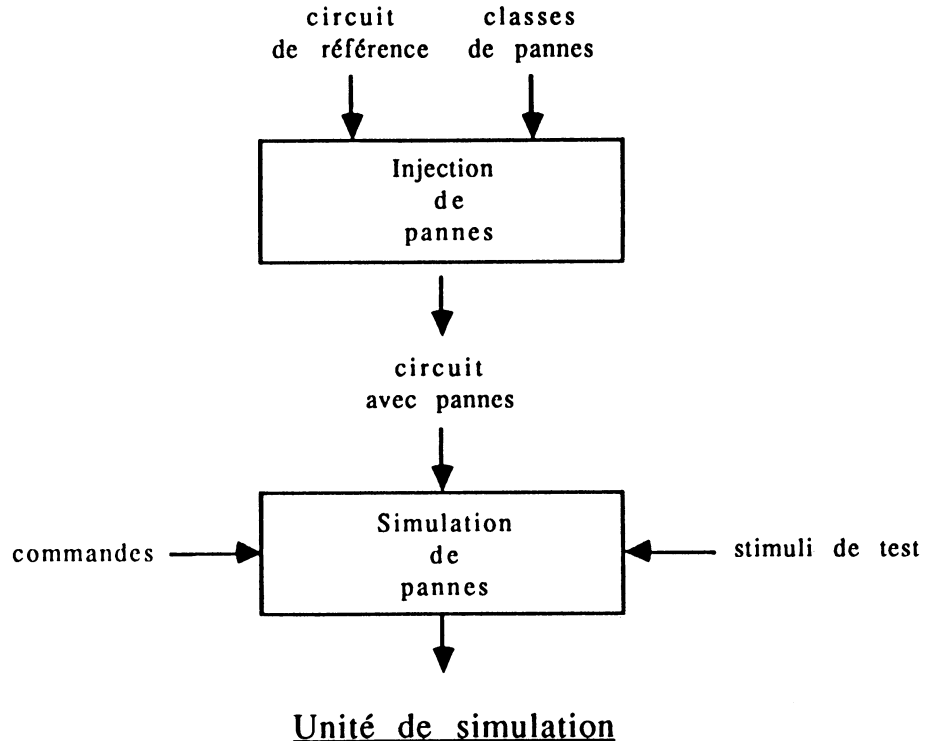 circuit
de référence
classes
de pannes
Injection
de
pannes
circuit
avec pannes
Simulation
de
pannes
commandes
stimuli de test
Unité de simulation